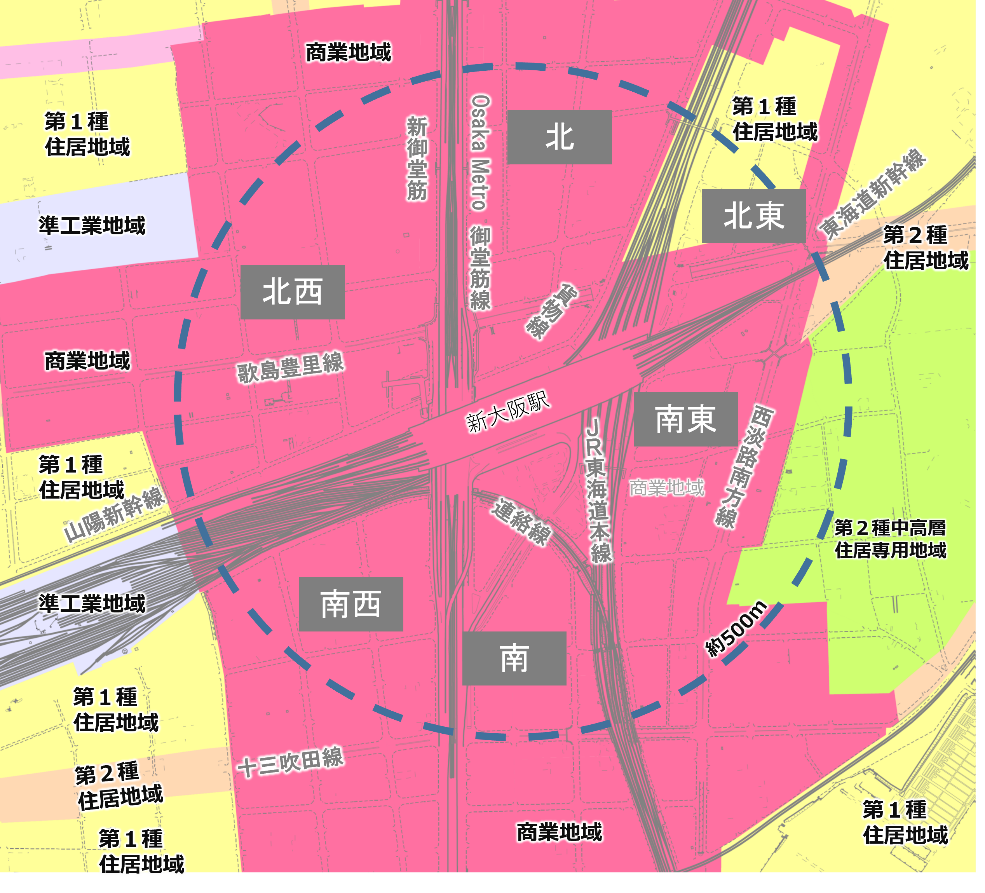 商業地域
第１種
住居地域
新御堂筋
Osaka Metro 御堂筋線
北
第１種
住居地域
北東
東海道新幹線
準工業地域
第２種
住居地域
北西
貨物線
商業地域
歌島豊里線
新大阪駅
南東
西淡路南方線
JR東海道本線
商業地域
第１種
住居地域
山陽新幹線
連絡線
第２種中高層
住居専用地域
準工業地域
南西
約500m
南
第１種
住居地域
十三吹田線
第２種
住居地域
商業地域
第１種
住居地域
第１種
住居地域